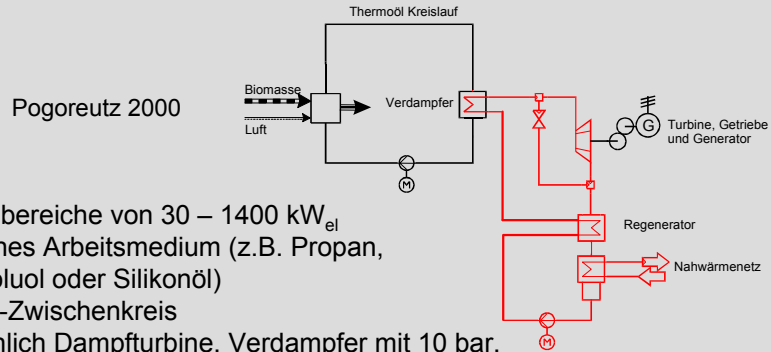 Thermoöl Kreislauf
Biomasse
Luft
Verdampfer
Pogoreutz 2000
G
Turbine, Getriebe
und Generator
M
Regenerator
Nahwärmenetz
M
bereiche von 30 – 1400 kWel
nes Arbeitsmedium (z.B. Propan,
oluol oder Silikonöl)
-Zwischenkreis
nlich Dampfturbine, Verdampfer mit 10 bar,